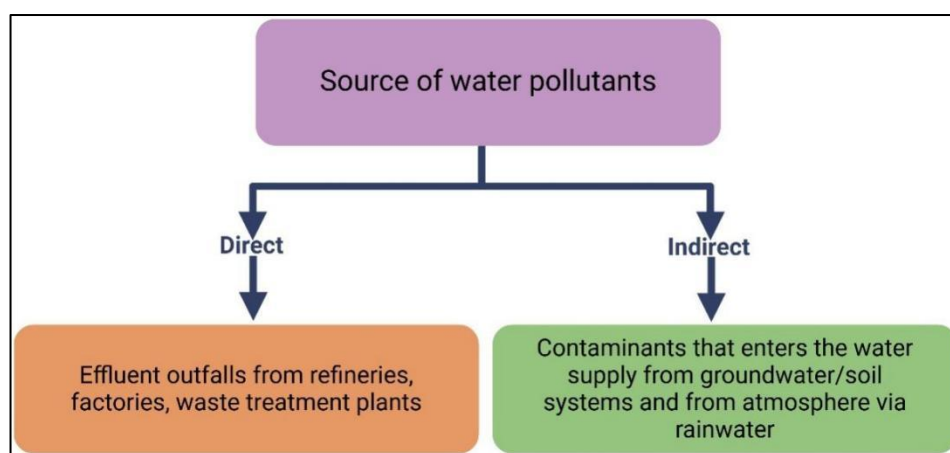 Source of water pollutants
Direct
Indirect
Effluent outfalls from refineries,
factories, waste treatment plants
Contaminants that enters the water
supply from groundwater/soil
systems and from atmosphere via
rainwater